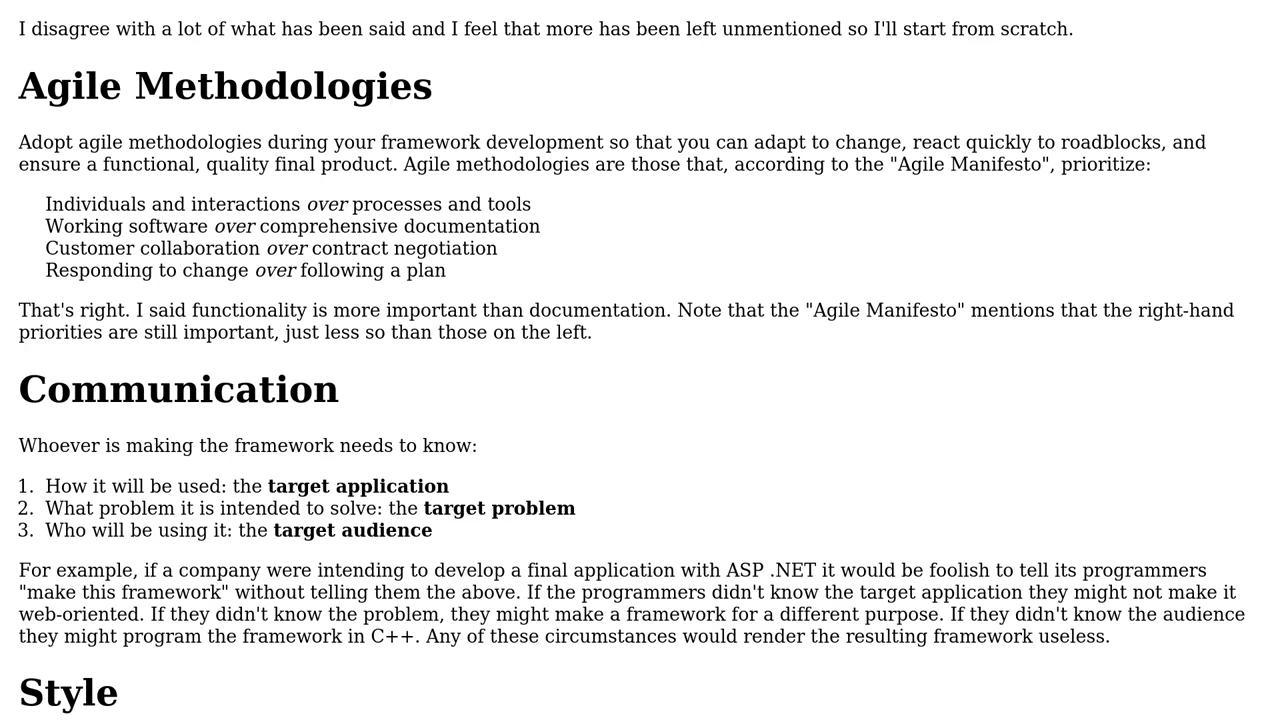 I disagree with a lot of what has been said and I feel that more has been left unmentioned so I'll start from scratch.
Agile Methodologies
Adopt agile methodologies during your framework development so that you can adapt to change, react quickly to roadblocks, and
ensure a functional, quality final product. Agile methodologies are those that, according to the "Agile Manifesto", prioritize:
Individuals and interactions over processes and tools
Working software over comprehensive documentation
Customer collaboration over contract negotiation
Responding to change over following a plan
That's right. I said functionality is more important than documentation. Note that the "Agile Manifesto" mentions that the right-hand
priorities are still important, just less so than those on the left.
Communication
Whoever is making the framework needs to know:
1. How it will be used: the target application
2. What problem it is intended to solve: the target problem
3. Who will be using it: the target audience
For example, if a company were intending to develop a final application with ASP .NET it would be foolish to tell its programmers
"make this framework" without telling them the above. If the programmers didn't know the target application they might not make it
web-oriented. If they didn't know the problem, they might make a framework for a different purpose. If they didn't know the audience
they might program the framework in C++. Any of these circumstances would render the resulting framework useless.
Style